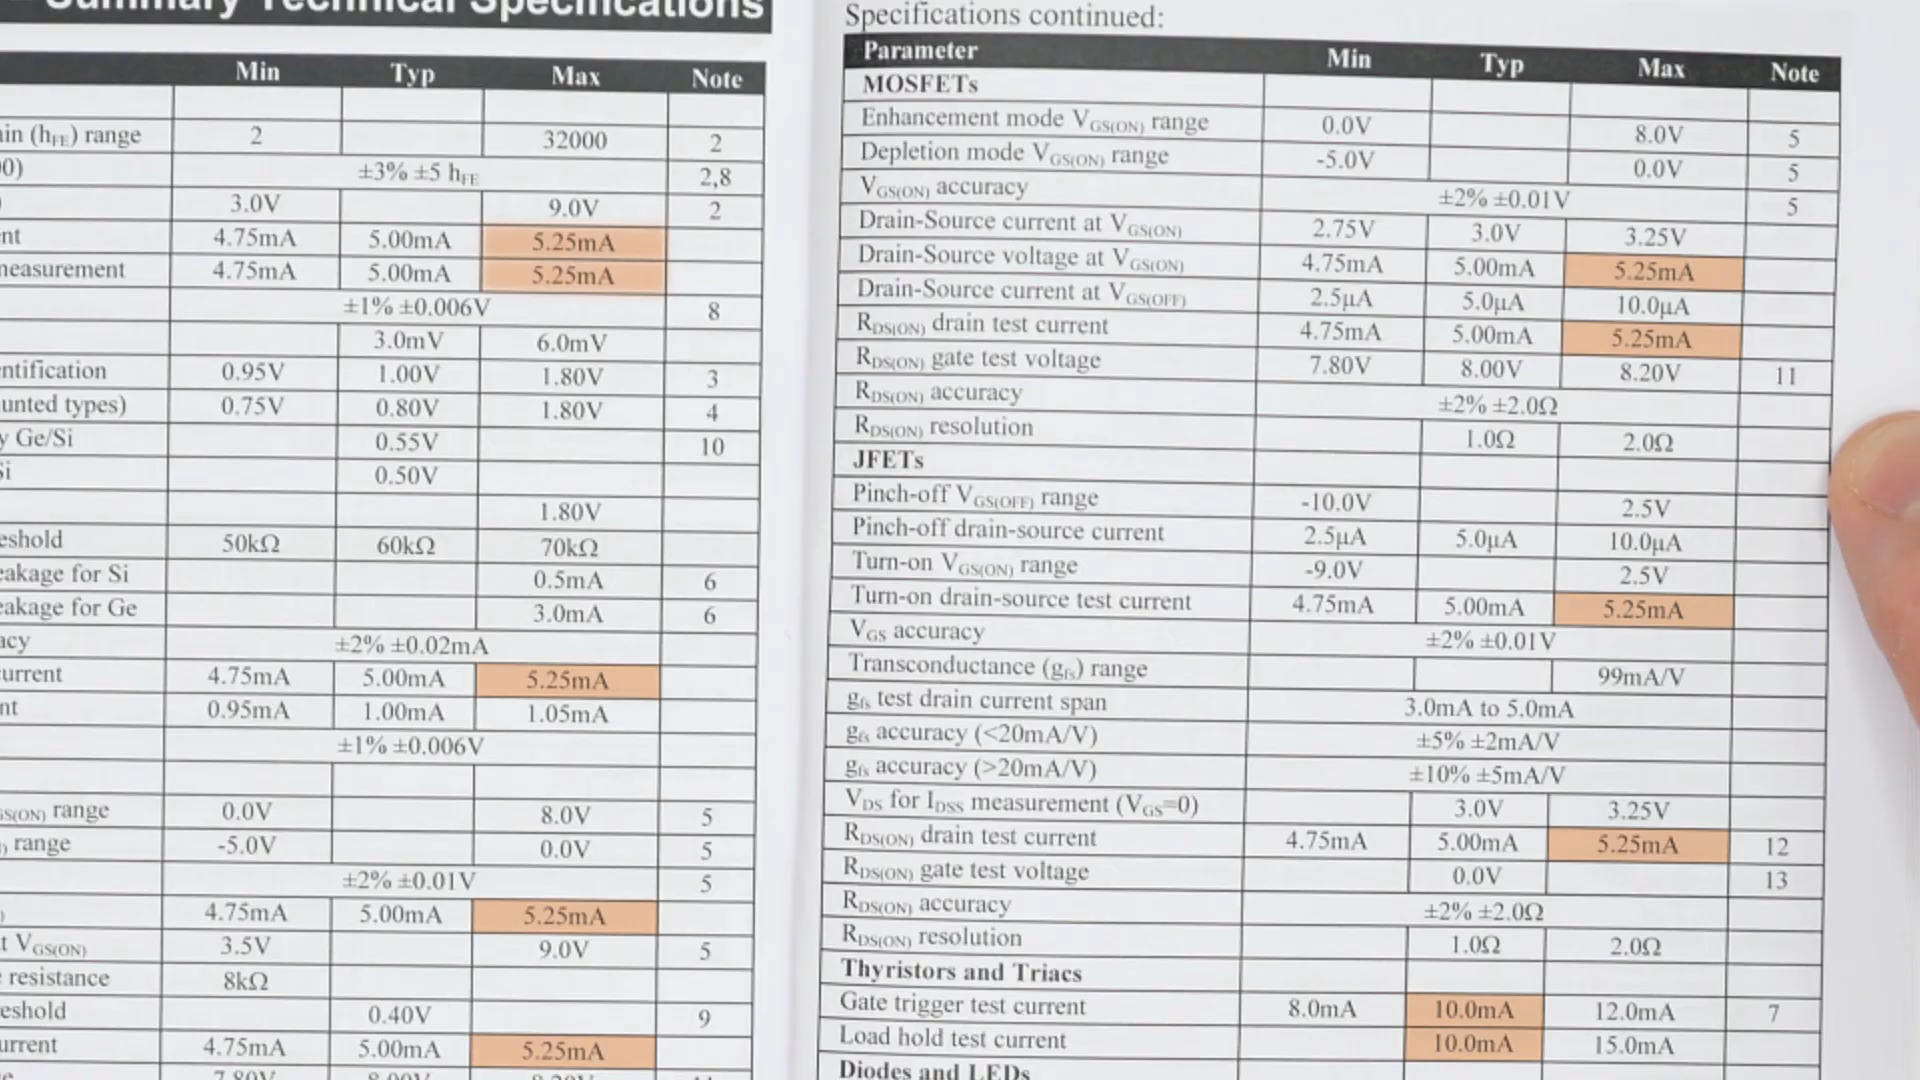 Summary Technical Specifications
Min Typ Max Note
ain (hFE) range 2 32000 2
00) ±3% ±5 hFE 2,8
) 3.0V 9.0V 2
nt 4.75mA 5.00mA 5.25mA
measurement 4.75mA 5.00mA 5.25mA
±1% ±0.006V 8
3.0mV 6.0mV
entification 0.95V 1.00V 1.80V 3
unted types) 0.75V 0.80V 1.80V 4
y Ge/Si 0.55V 10
Si 0.50V
1.80V
eshold 50kΩ 60kΩ 70kΩ
eakage for Si 0.5mA 6
eakage for Ge 3.0mA 6
acy ±2% ±0.02mA
current 4.75mA 5.00mA 5.25mA
nt 0.95mA 1.00mA 1.05mA
±1% ±0.006V
GS(ON) range 0.0V 8.0V 5
) range -5.0V 0.0V 5
±2% ±0.01V 5
) 4.75mA 5.00mA 5.25mA
t VGS(ON) 3.5V 9.0V 5
resistance 8kΩ
eshold 0.40V 9
urrent 4.75mA 5.00mA 5.25mA
7.80V 8.00V 8.20V
Specifications continued:
Parameter Min Typ Max Note
MOSFETs
Enhancement mode VGS(ON) range 0.0V 8.0V 5
Depletion mode VGS(ON) range -5.0V 0.0V 5
VGS(ON) accuracy ±2% ±0.01V 5
Drain-Source current at VGS(ON) 2.75V 3.0V 3.25V
Drain-Source voltage at VGS(ON) 4.75mA 5.00mA 5.25mA
Drain-Source current at VGS(OFF) 2.5µA 5.0µA 10.0µA
RDS(ON) drain test current 4.75mA 5.00mA 5.25mA
RDS(ON) gate test voltage 7.80V 8.00V 8.20V 11
RDS(ON) accuracy ±2% ±2.0Ω
RDS(ON) resolution 1.0Ω 2.0Ω
JFETs
Pinch-off VGS(OFF) range -10.0V 2.5V
Pinch-off drain-source current 2.5µA 5.0µA 10.0µA
Turn-on VGS(ON) range -9.0V 2.5V
Turn-on drain-source test current 4.75mA 5.00mA 5.25mA
VGS accuracy ±2% ±0.01V
Transconductance (gfs) range 99mA/V
gfs test drain current span 3.0mA to 5.0mA
gfs accuracy (<20mA/V) ±5% ±2mA/V
gfs accuracy (>20mA/V) ±10% ±5mA/V
VDS for IDSS measurement (VGS=0) 3.0V 3.25V
RDS(ON) drain test current 4.75mA 5.00mA 5.25mA 12
RDS(ON) gate test voltage 0.0V 13
RDS(ON) accuracy ±2% ±2.0Ω
RDS(ON) resolution 1.0Ω 2.0Ω
Thyristors and Triacs
Gate trigger test current 8.0mA 10.0mA 12.0mA 7
Load hold test current 10.0mA 15.0mA
Diodes and LEDs